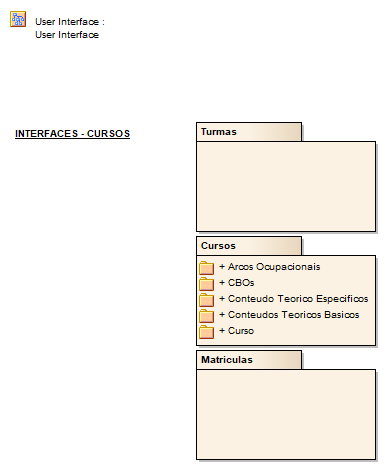 User Interface :
User Interface
INTERFACES - CURSOS
Turmas
Cursos
+ Arcos Ocupacionais
+ CBOs
+ Conteudo Teorico Especificos
+ Conteudos Teoricos Basicos
+ Curso
Matriculas